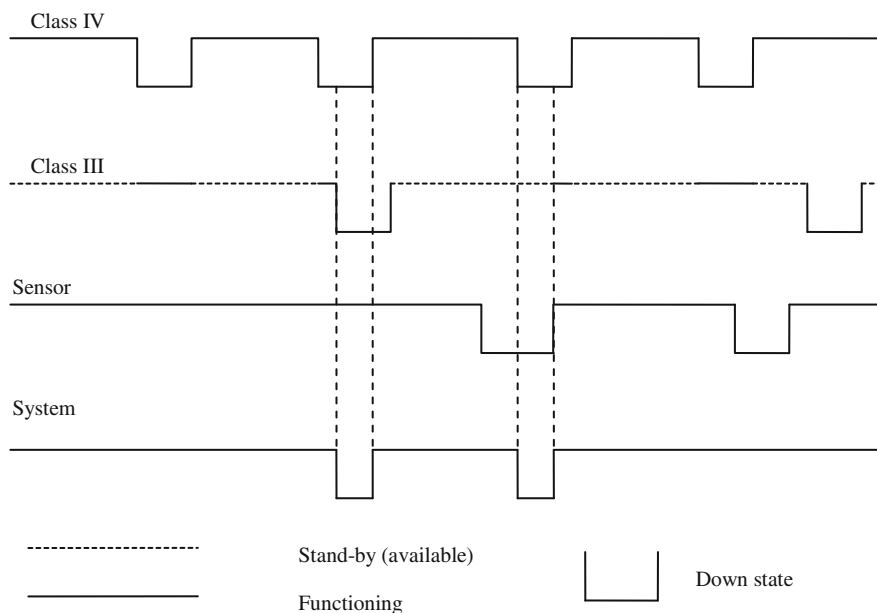 Class IV
Class III
Sensor
System
Stand-by (available)
Down state
Functioning